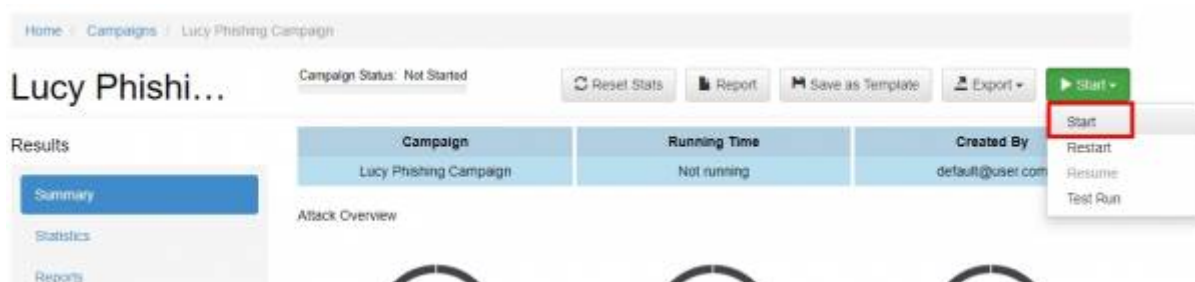 Home / Campaigns / Lucy Phishing Campaign
Lucy Phishi...
Campaign Status: Not Started
Reset Stats
Report
Save as Template
Export
Start
Start
Restart
Resume
Test Run
Results
Summary
Statistics
Reports
Campaign
Running Time
Created By
Lucy Phishing Campaign
Not running
default@user.com
Attack Overview